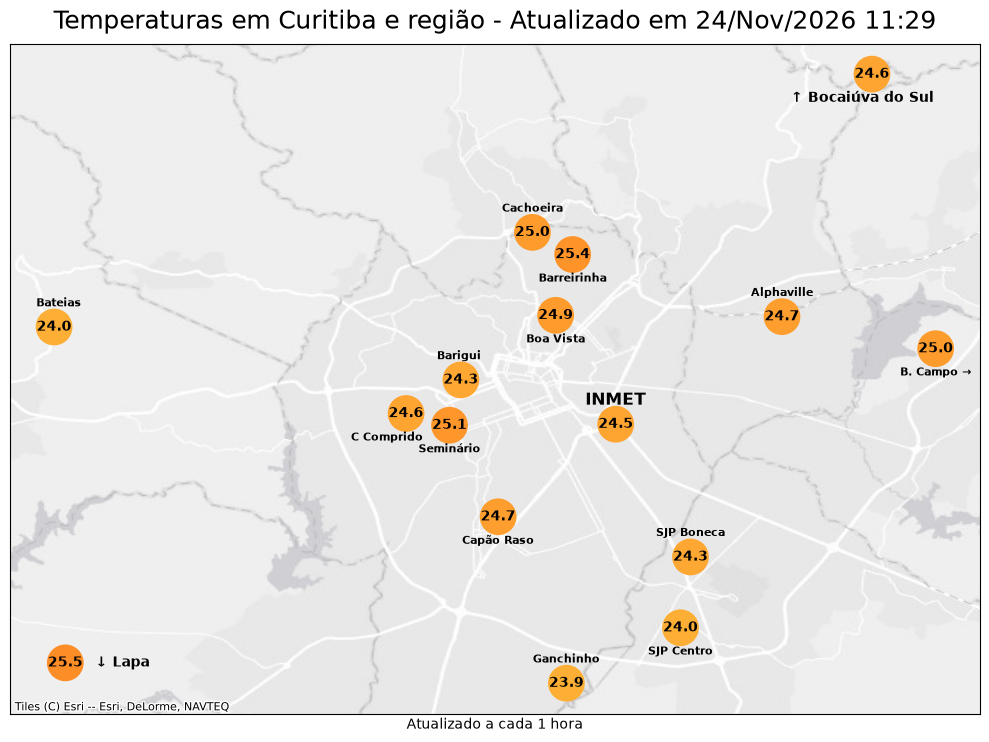 Temperaturas em Curitiba e região - Atualizado em 24/Nov/2026 11:29
24.6
↑ Bocaiúva do Sul
Cachoeira
25.0
25.4
Barreirinha
Alphaville
24.7
Bateias
24.0
24.9
Boa Vista
25.0
B. Campo →
Barigui
24.3
INMET
24.5
24.6
C Comprido
25.1
Seminário
24.7
Capão Raso
SJP Boneca
24.3
24.0
SJP Centro
Ganchinho
23.9
25.5 ↓ Lapa
Tiles (C) Esri -- Esri, DeLorme, NAVTEQ
Atualizado a cada 1 hora